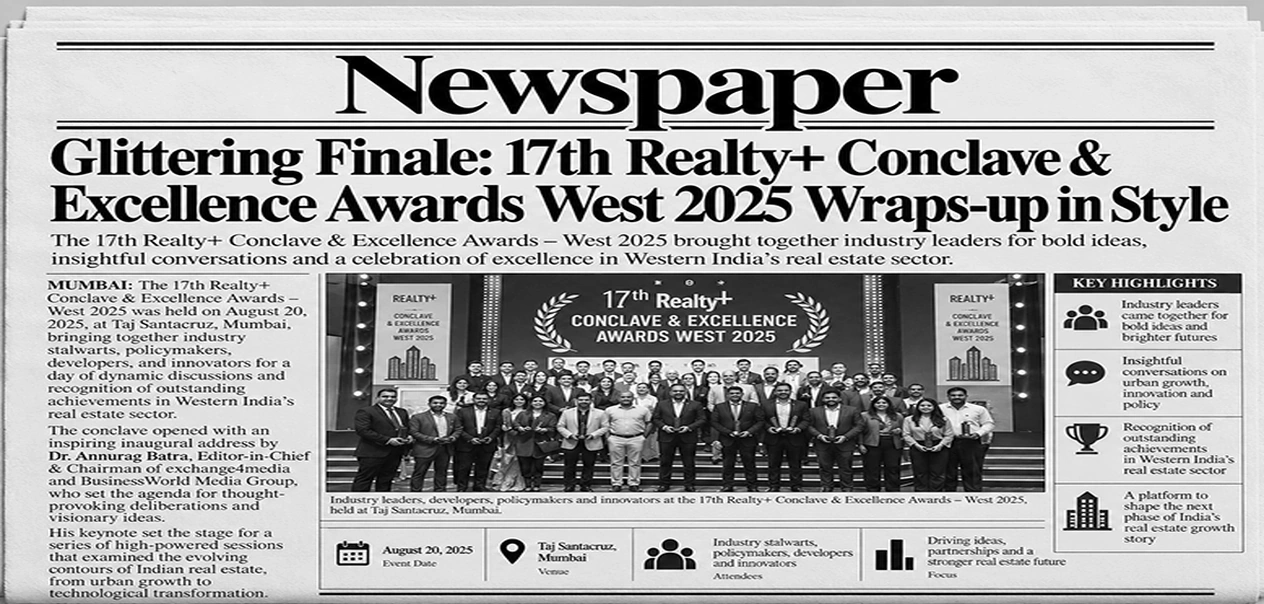 Newspaper
Glittering Finale: 17th Realty+ Conclave &
Excellence Awards West 2025 Wraps-up in Style
The 17th Realty+ Conclave & Excellence Awards – West 2025 brought together industry leaders for bold ideas,
insightful conversations and a celebration of excellence in Western India's real estate sector.
MUMBAI: The 17th Realty+
Conclave & Excellence Awards –
West 2025 was held on August 20,
2025, at Taj Santacruz, Mumbai,
bringing together industry
stalwarts, policymakers,
developers, and innovators for a
day of dynamic discussions and
recognition of outstanding
achievements in Western India's
real estate sector.
The conclave opened with an
inspiring inaugural address by
Dr. Annurag Batra, Editor-in-Chief
& Chairman of exchange4media
and BusinessWorld Media Group,
who set the agenda for thought-
provoking deliberations and
visionary ideas.
His keynote set the stage for a
series of high-powered sessions
that examined the evolving
contours of Indian real estate,
from urban growth to
technological transformation.
REALTY+
CONCLAVE
& EXCELLENCE
AWARDS
WEST 2025
17th Realty+
CONCLAVE & EXCELLENCE
AWARDS WEST 2025
REALTY+
CONCLAVE
& EXCELLENCE
AWARDS
WEST 2025
Industry leaders, developers, policymakers and innovators at the 17th Realty+ Conclave & Excellence Awards – West 2025,
held at Taj Santacruz, Mumbai.
August 20, 2025
Event Date
Taj Santacruz,
Mumbai
Venue
Industry stalwarts,
policymakers, developers
and innovators
Attendees
Driving ideas,
partnerships and a
stronger real estate future
Focus
KEY HIGHLIGHTS
Industry leaders
came together for
bold ideas and
brighter futures
Insightful
conversations on
urban growth,
innovation and
policy
Recognition of
outstanding
achievements
in Western India's
real estate sector
A platform to
shape the next
phase of India's
real estate growth
story